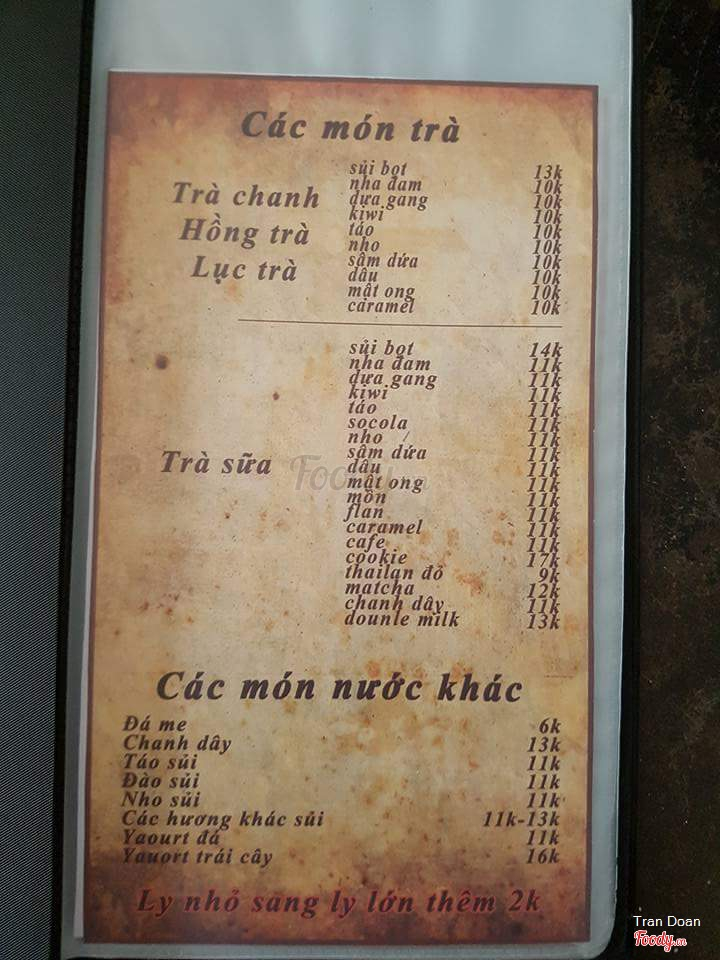 Các món trà
Trà chanh
Hồng trà
Lục trà
sủi bọt 13k
nha đam 10k
dưa gang 10k
kiwi 10k
táo 10k
nho 10k
sâm dứa 10k
dâu 10k
mật ong 10k
caramel 10k
Trà sữa
sủi bọt 14k
nha đam 11k
dưa gang 11k
kiwi 11k
táo 11k
socola 11k
nho 11k
sâm dứa 11k
dâu 11k
mật ong 11k
môn 11k
flan 11k
caramel 11k
cafe 11k
cookie 17k
thailan đỏ 9k
matcha 12k
chanh dây 11k
dounle milk 13k
Các món nước khác
Đá me 6k
Chanh dây 13k
Táo sủi 11k
Đào sủi 11k
Nho sủi 11k
Các hương khác sủi 11k-13k
Yaourt đá 11k
Yauort trái cây 16k
Ly nhỏ sang ly lớn thêm 2k
Foody.vn
Tran Doan
Foody.vn